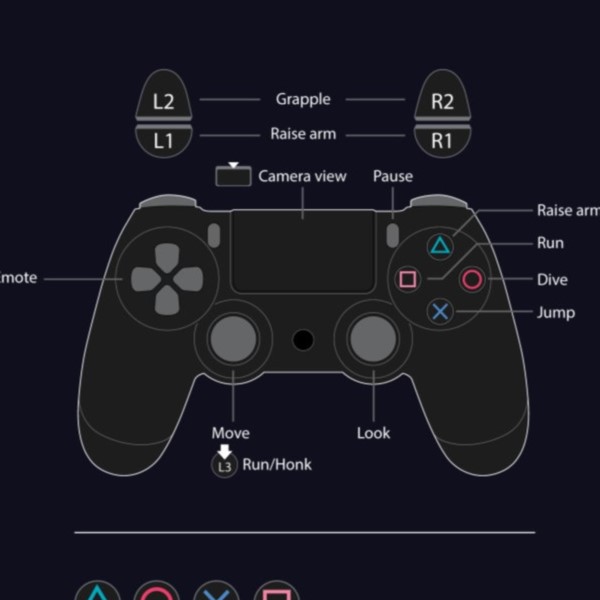 L2 Grapple R2
L1 Raise arm R1
Camera view Pause
Raise arm
Run
Emote Dive
Jump
Move Look
L3 Run/Honk